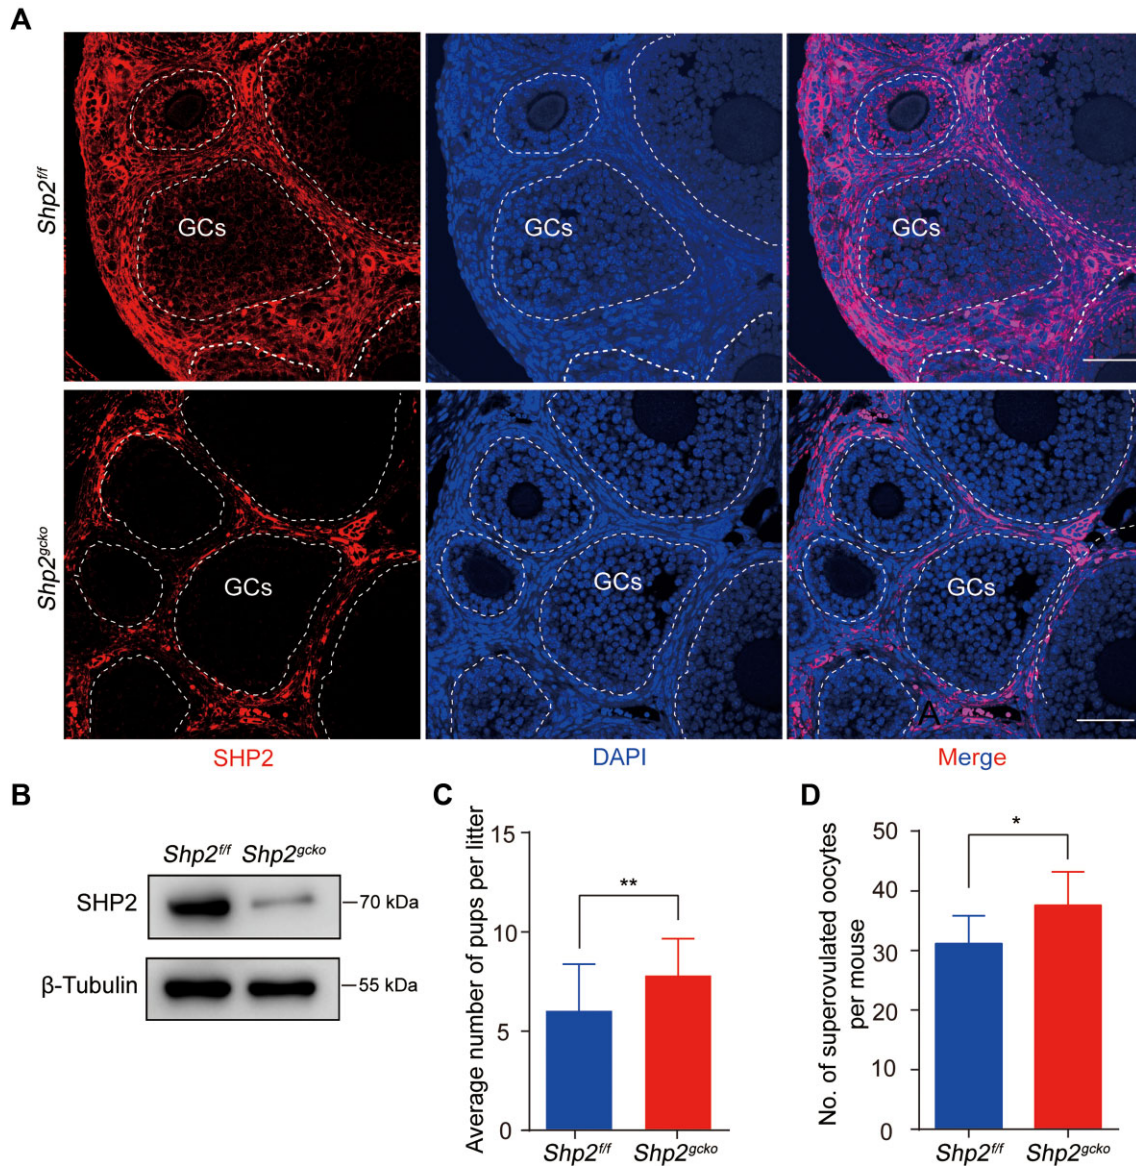 A
Shp2f/f
GCs
GCs
GCs
Shp2gcko
GCs
GCs
GCs
A
SHP2
DAPI
Merge
B
Shp2f/f Shp2gcko
SHP2
70 kDa
β-Tubulin
55 kDa
C
Average number of pups per litter
15
10
5
0
**
Shp2f/f
Shp2gcko
D
No. of superovulated oocytes
per mouse
50
40
30
20
10
0
*
Shp2f/f
Shp2gcko